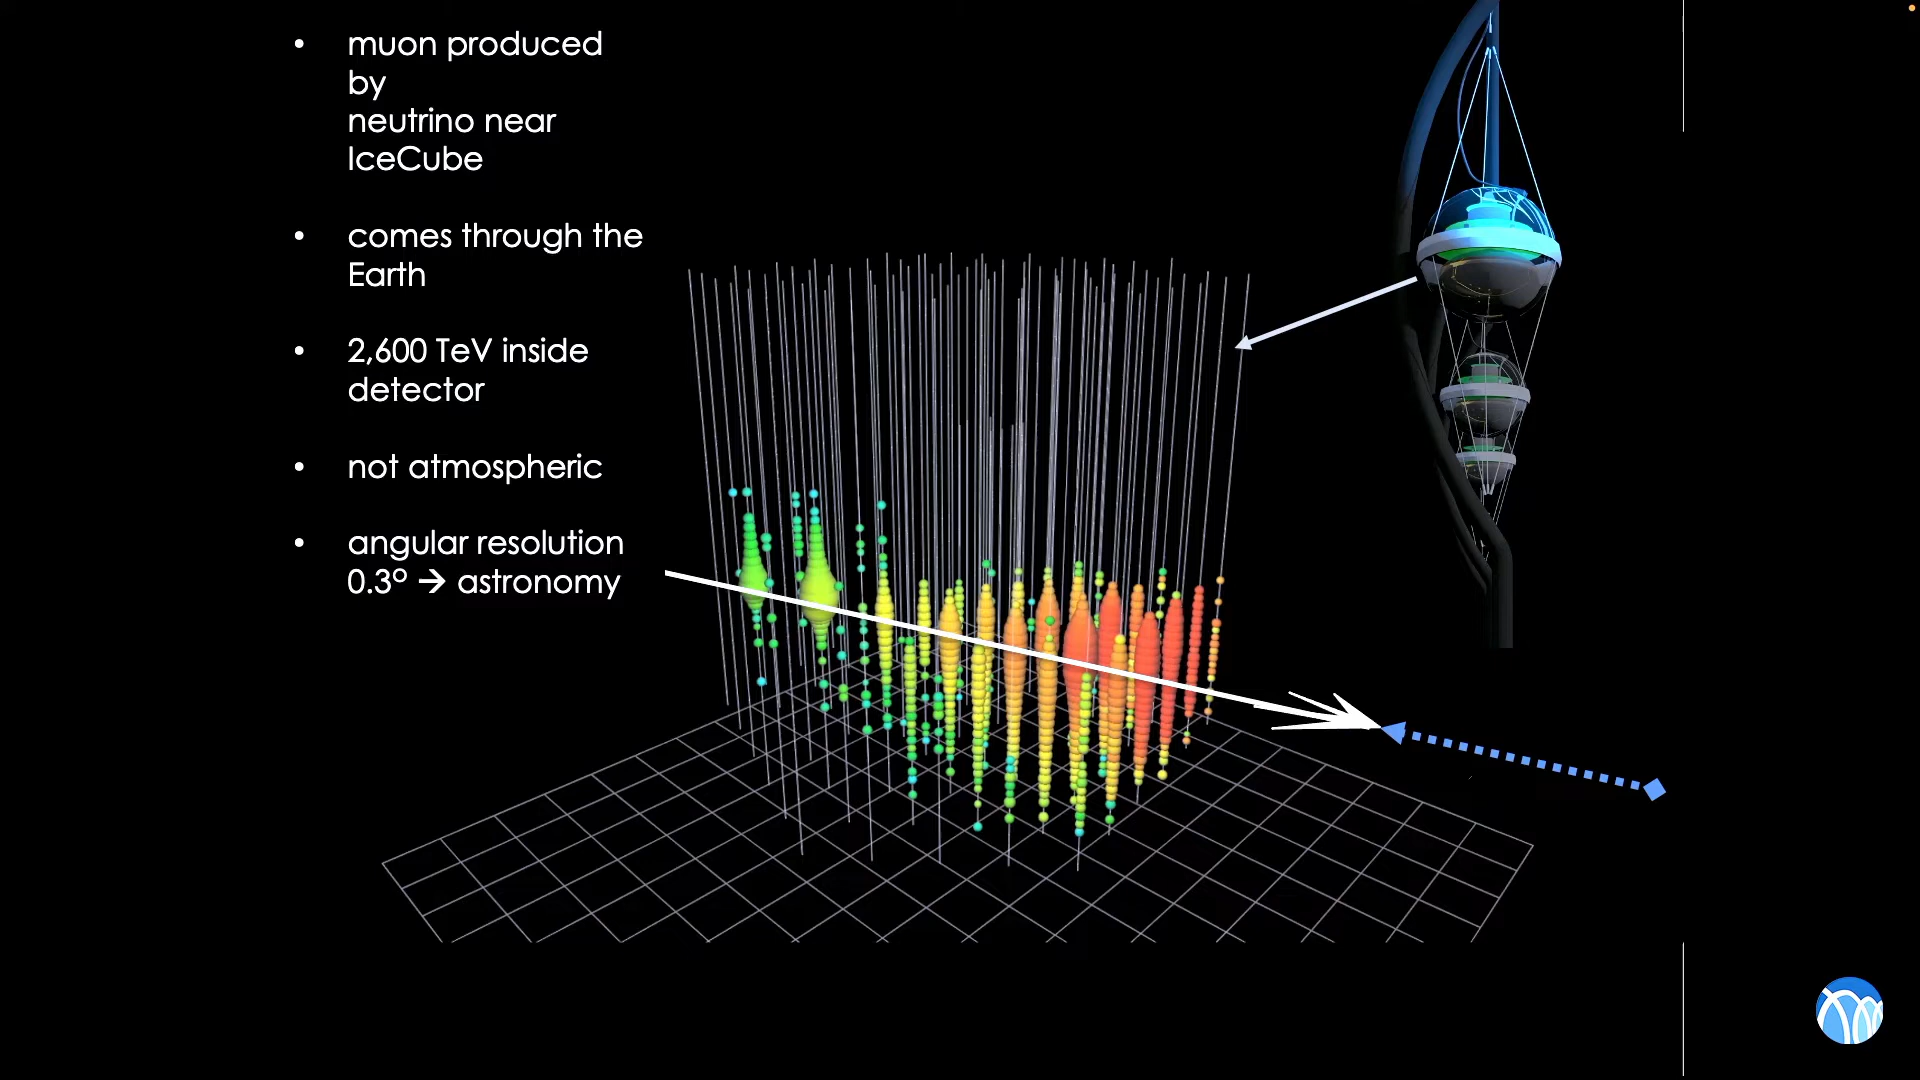 • muon produced
by
neutrino near
IceCube
• comes through the
Earth
• 2,600 TeV inside
detector
• not atmospheric
• angular resolution
0.3° → astronomy